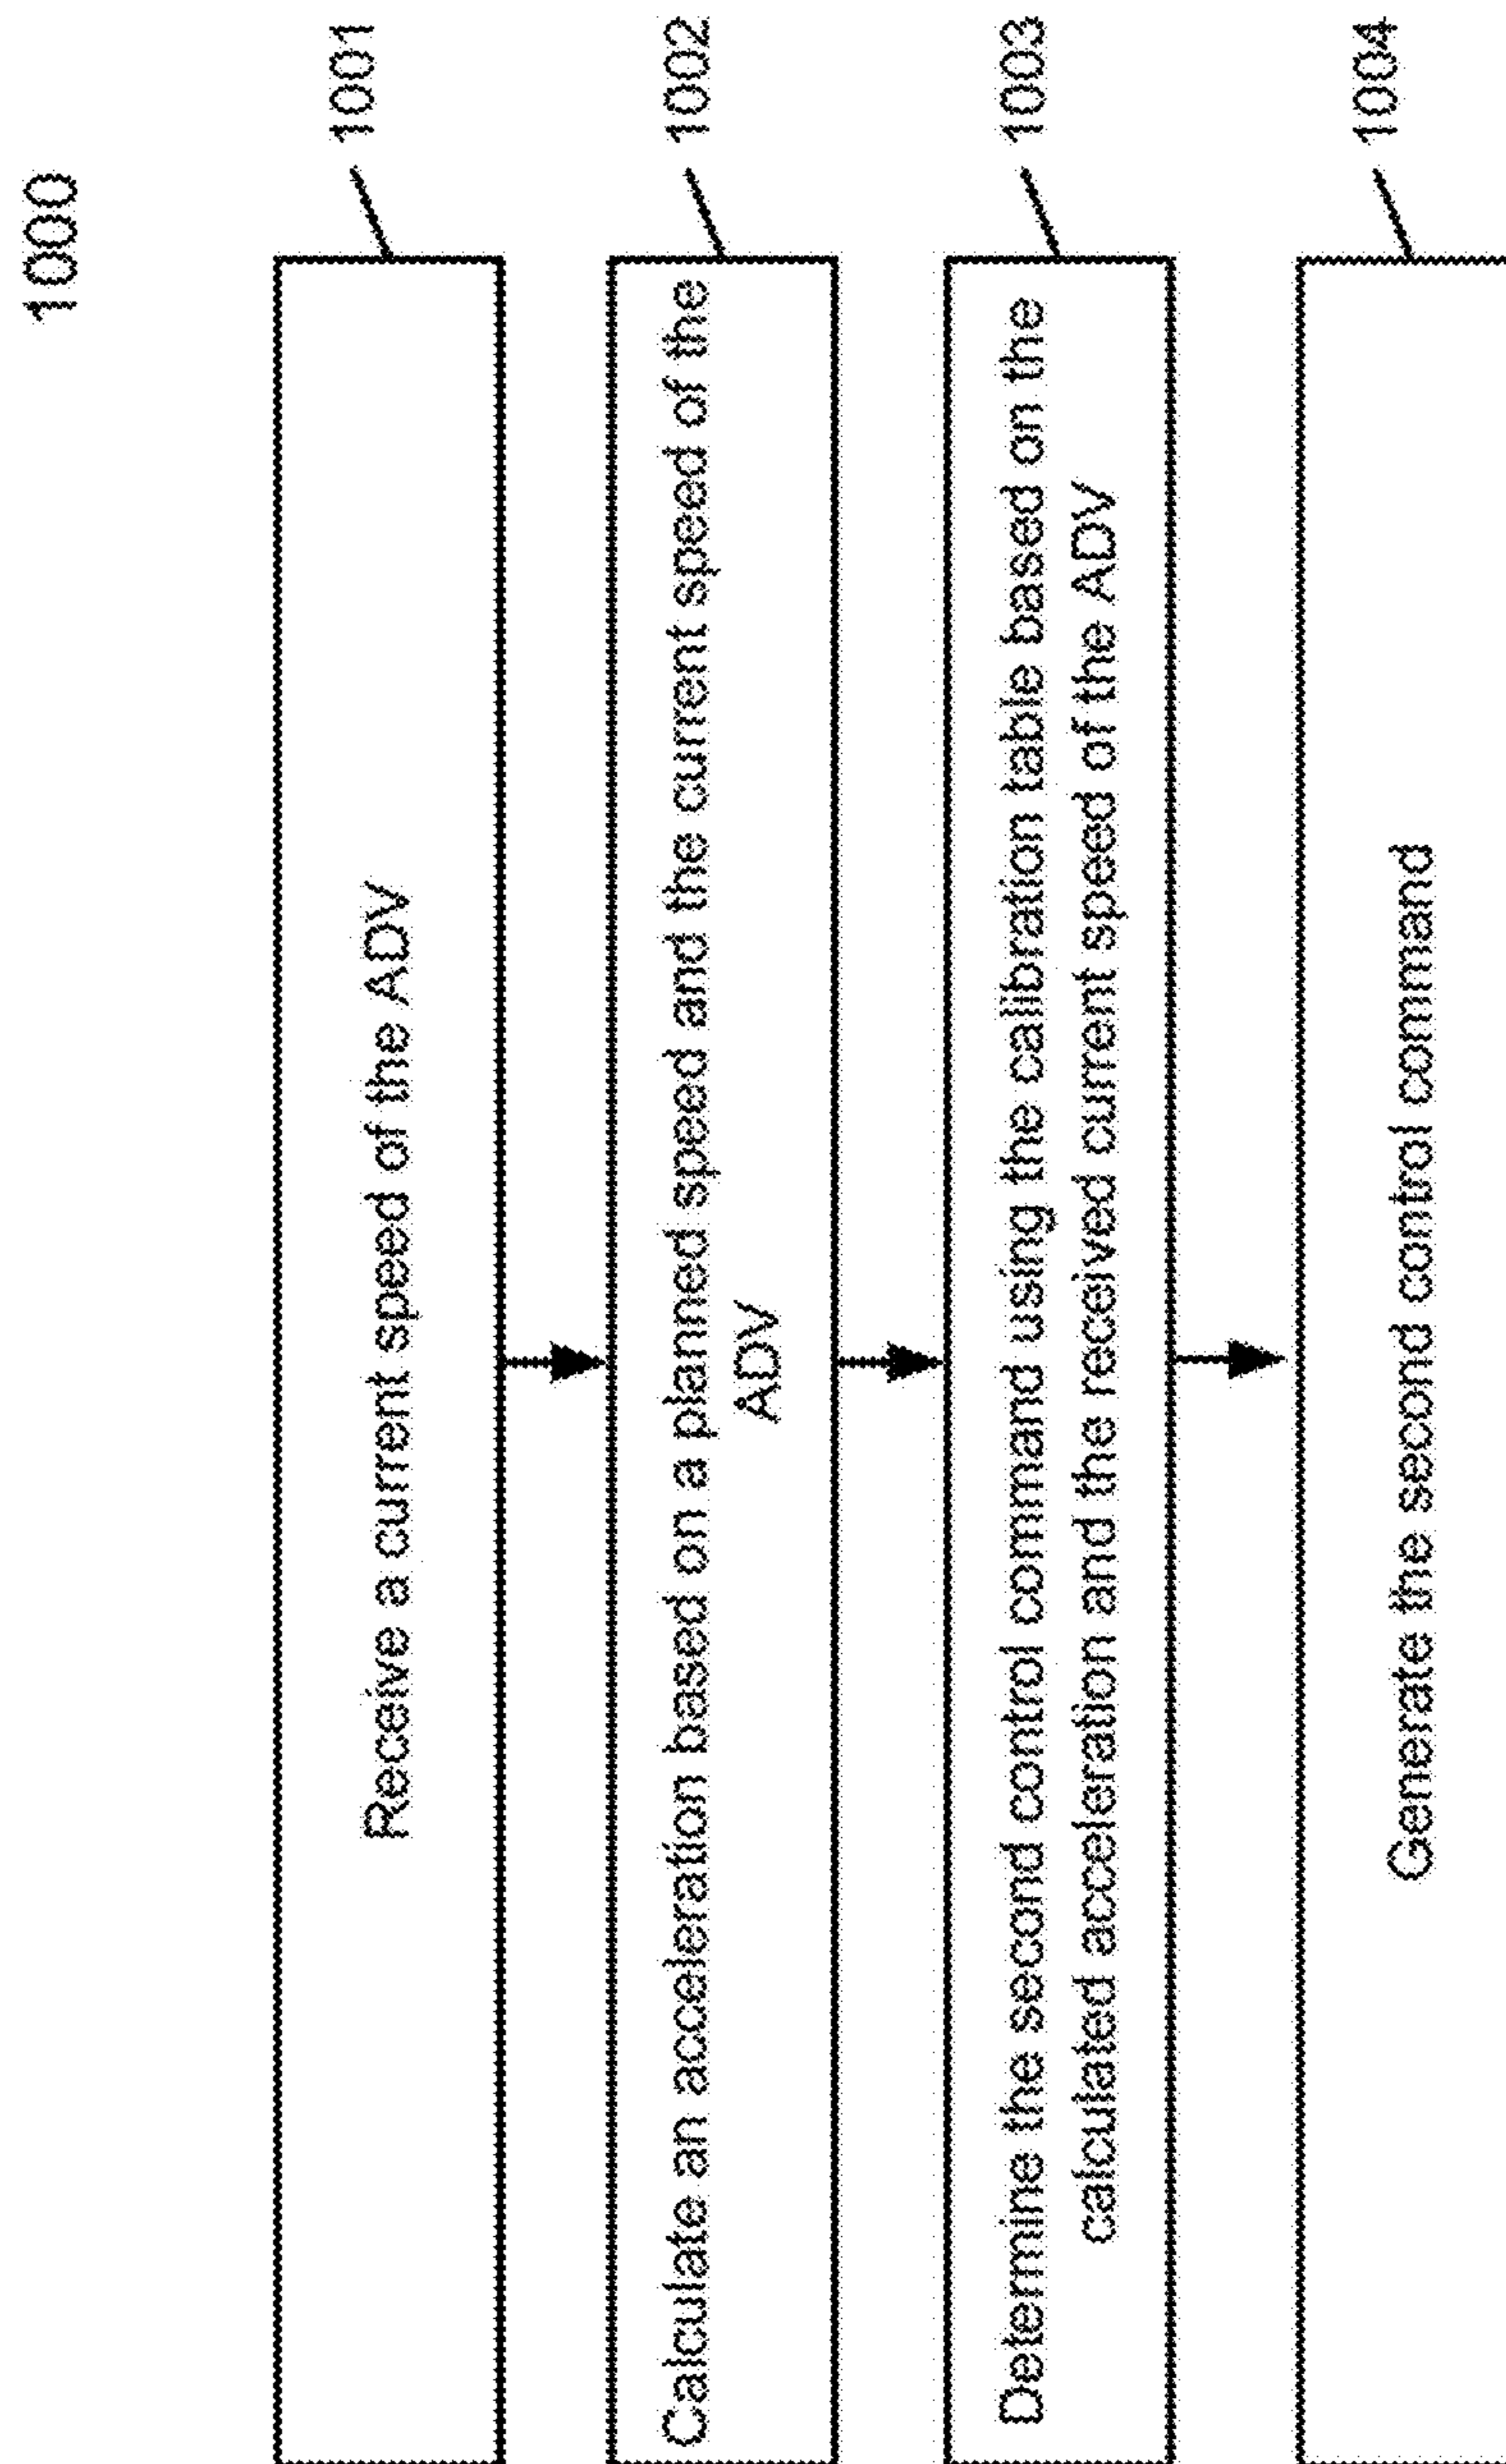 1000
Receive a current speed of the ADV
1001
Calculate an acceleration based on a planned speed and the current speed of the
ADV
1002
Determine the second control command using the calibration table based on the
calculated acceleration and the received current speed of the ADV
1003
Generate the second control command
1004